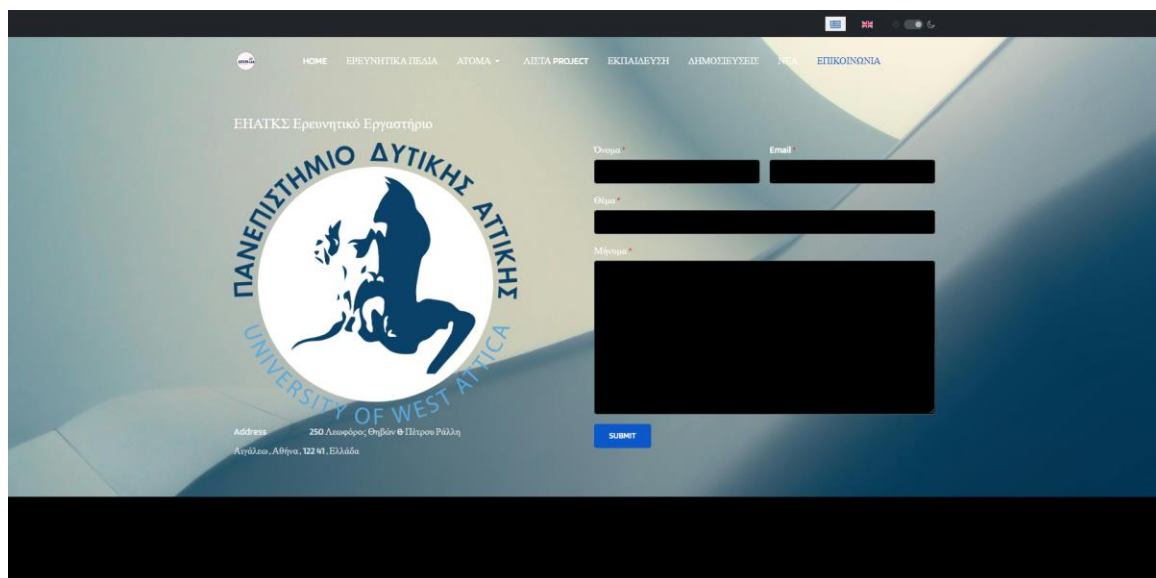 HOME ΕΡΕΥΝΗΤΙΚΑ ΠΕΔΙΑ ΑΤΟΜΑ ΛΙΣΤΑ PROJECT ΕΚΠΑΙΔΕΥΣΗ ΔΗΜΟΣΙΕΥΣΕΙΣ ΝΕΑ ΕΠΙΚΟΙΝΩΝΙΑ
ΕΗΑΤΚΣ Ερευνητικό Εργαστήριο
ΠΑΝΕΠΙΣΤΗΜΙΟ ΔΥΤΙΚΗΣ ΑΤΤΙΚΗΣ
UNIVERSITY OF WEST ATTICA
Address 250 Λεωφόρος Θηβών & Πέτρου Ράλλη
Αιγάλεω, Αθήνα, 122 41, Ελλάδα
Όνομα * Email *
Θέμα *
Μήνυμα *
SUBMIT